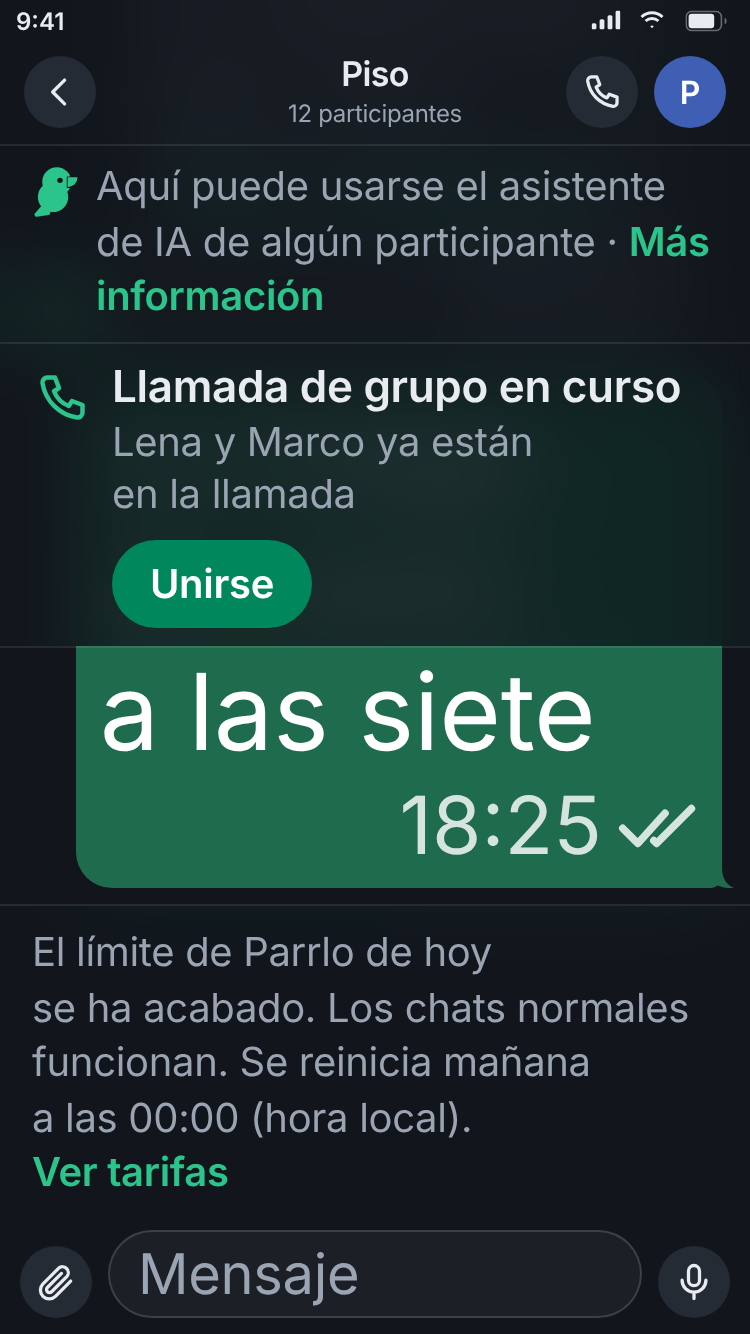 9:41
Piso
12 participantes
P
Aquí puede usarse el asistente
de IA de algún participante · Más
información
Llamada de grupo en curso
Lena y Marco ya están
en la llamada
Unirse
a las siete
18:25
El límite de Parrlo de hoy
se ha acabado. Los chats normales
funcionan. Se reinicia mañana
a las 00:00 (hora local).
Ver tarifas
Mensaje